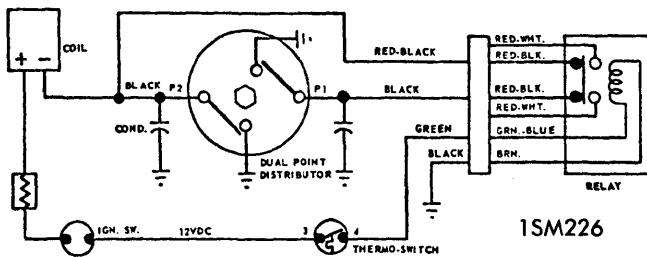 + -
COIL
BLACK
P2
P1
COND.
DUAL POINT
DISTRIBUTOR
RED-BLACK
BLACK
GREEN
BLACK
RED-WHT.
RED-BLK.
RED-BLK.
RED-WHT.
GRN.-BLUE
BRN.
RELAY
IGN. SW.
12VDC
3
4
THERMO-SWITCH
1SM226